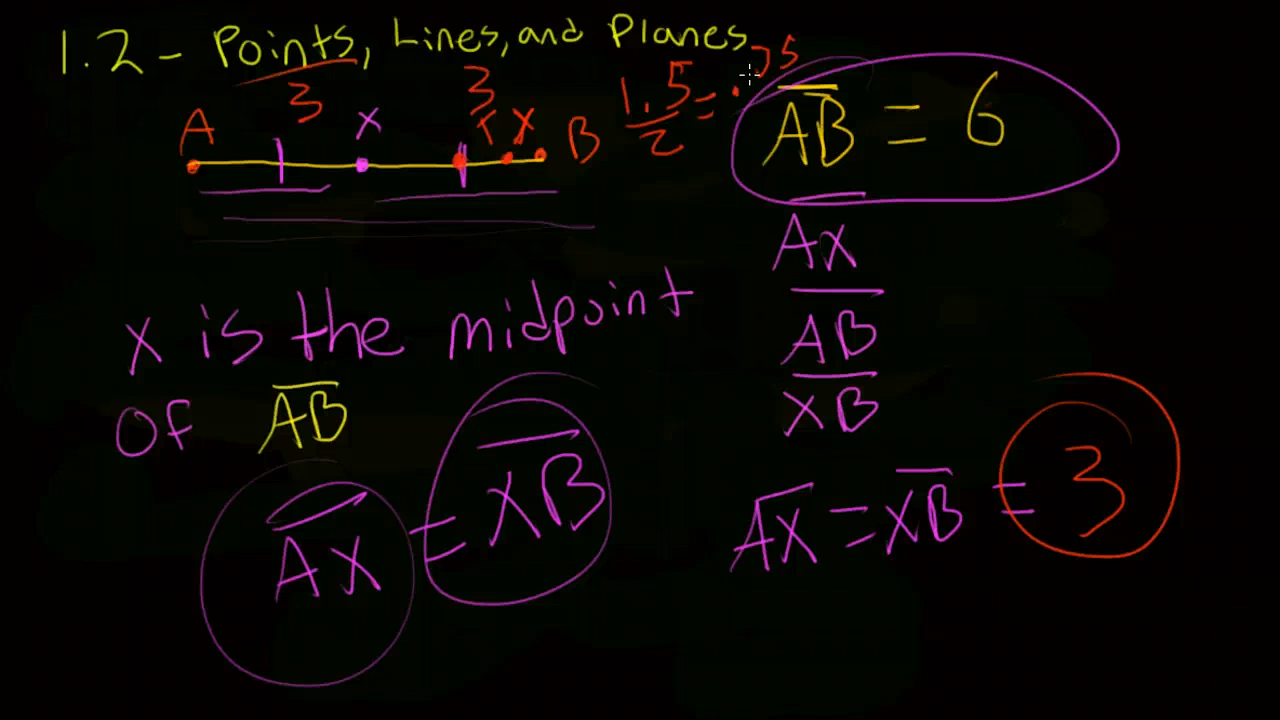 1.2 - Points, Lines, and Planes
3 3
A X X B 1.5/2 = .75
AB = 6
AX
AB
XB
X is the midpoint
of AB
AX = XB
AX = XB = 3